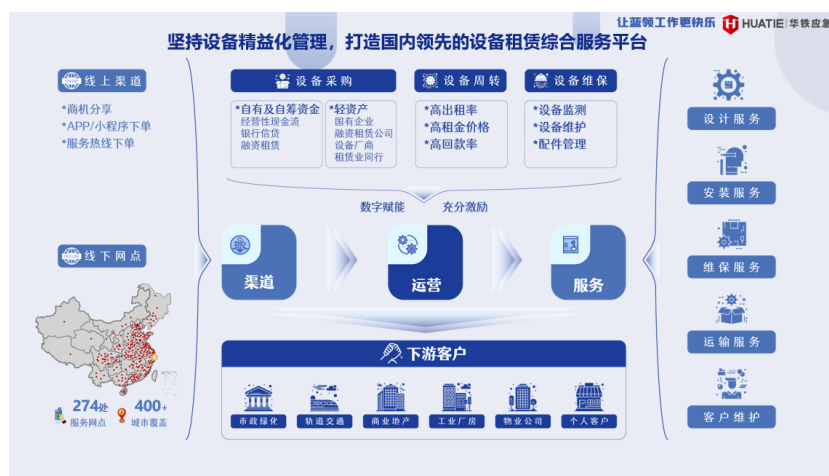 让蓝领工作更快乐
HUATIE 华铁应急
坚持设备精益化管理，打造国内领先的设备租赁综合服务平台
线上渠道
*商机分享
*APP/小程序下单
*服务热线下单
线下网点
274处
服务网点
400+
城市覆盖
设备采购
*自有及自筹资金
经营性现金流
银行信贷
融资租赁
*轻资产
国有企业
融资租赁公司
设备厂商
租赁业同行
设备周转
*高出租率
*高租金价格
*高回款率
设备维保
*设备监测
*设备维护
*配件管理
数字赋能
充分激励
渠道
运营
服务
下游客户
市政绿化
轨道交通
商业地产
工业厂房
物业公司
个人客户
设计服务
安装服务
维保服务
运输服务
客户维护